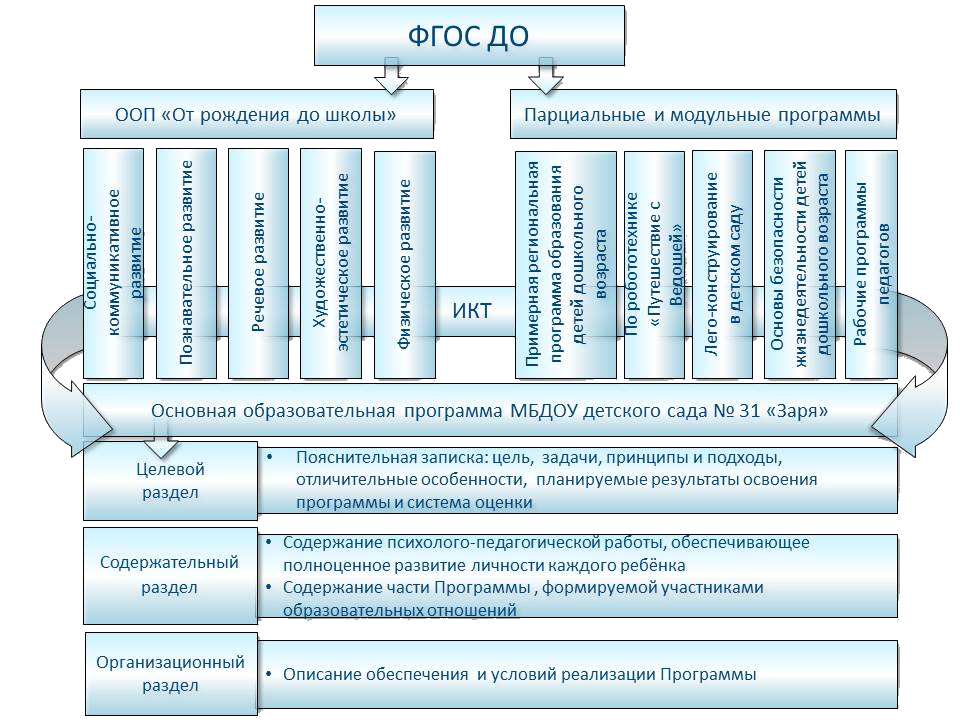 ФГОС ДО
ООП «От рождения до школы»
Парциальные и модульные программы
Социально-
коммуникативное
развитие
Познавательное развитие
Речевое развитие
Художественно-
эстетическое развитие
Физическое развитие
ИКТ
Примерная региональная
программа образования
детей дошкольного
возраста
По робототехнике
«Путешествие с
Ведошей»
Лего-конструирование
в детском саду
Основы безопасности
жизнедеятельности детей
дошкольного возраста
Рабочие программы
педагогов
Основная образовательная программа МБДОУ детского сада № 31 «Заря»
Целевой
раздел
• Пояснительная записка: цель, задачи, принципы и подходы,
отличительные особенности, планируемые результаты освоения
программы и система оценки
Содержательный
раздел
• Содержание психолого-педагогической работы, обеспечивающее
полноценное развитие личности каждого ребёнка
• Содержание части Программы , формируемой участниками
образовательных отношений
Организационный
раздел
• Описание обеспечения и условий реализации Программы